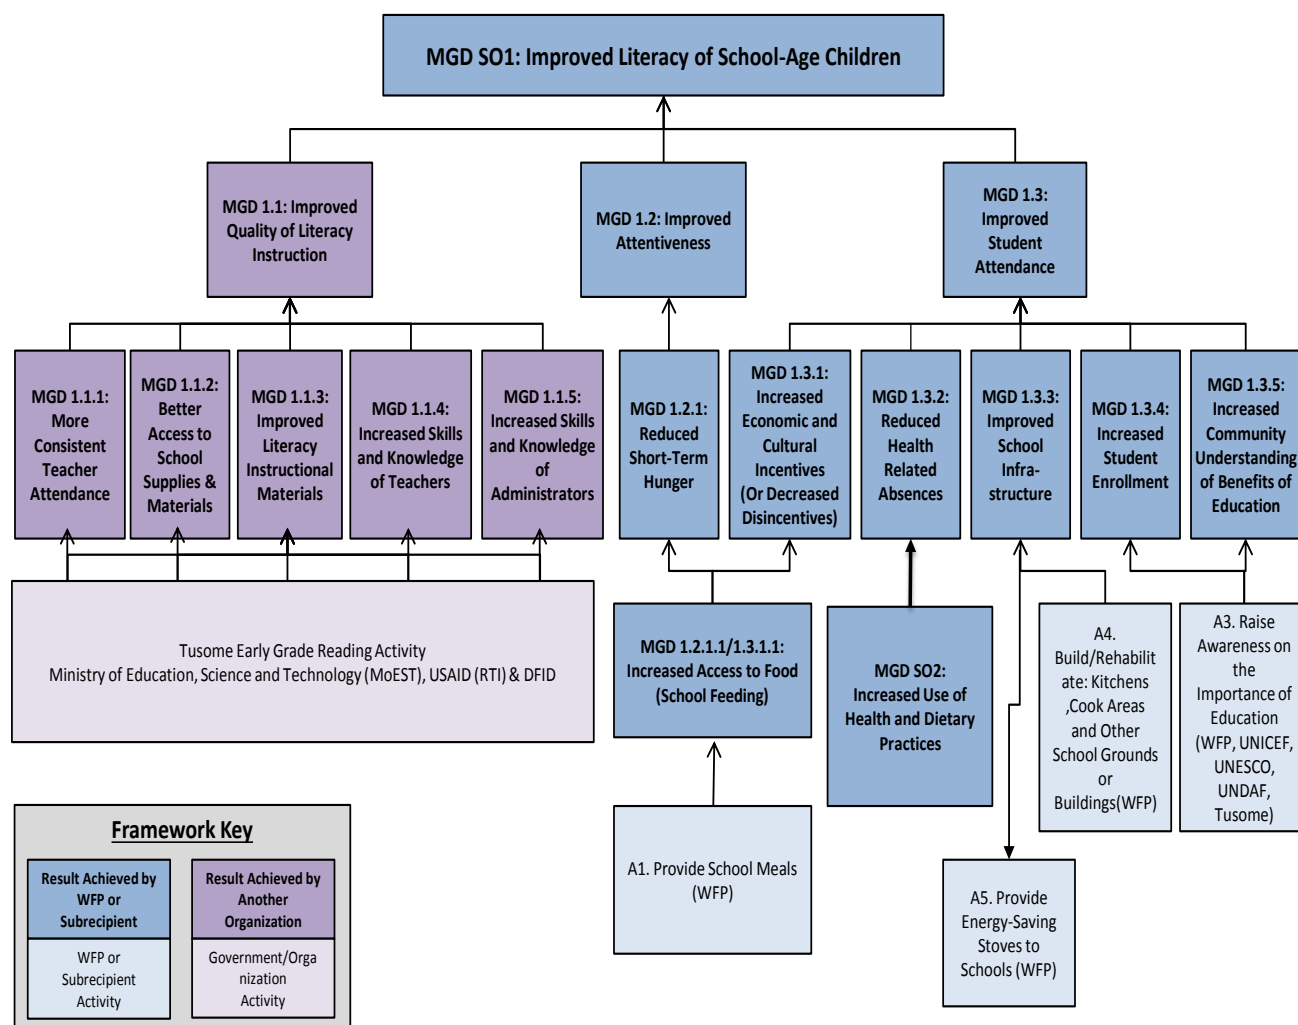 MGD SO1: Improved Literacy of School-Age Children
MGD 1.1: Improved
Quality of Literacy
Instruction
MGD 1.2: Improved
Attentiveness
MGD 1.3:
Improved
Student
Attendance
MGD 1.1.1:
More
Consistent
Teacher
Attendance
MGD 1.1.2:
Better
Access to
School
Supplies &
Materials
MGD 1.1.3:
Improved
Literacy
Instructional
Materials
MGD 1.1.4:
Increased Skills
and Knowledge
of Teachers
MGD 1.1.5:
Increased Skills
and Knowledge
of
Administrators
MGD 1.2.1:
Reduced
Short-Term
Hunger
MGD 1.3.1:
Increased
Economic and
Cultural
Incentives
(Or Decreased
Disincentives)
MGD 1.3.2:
Reduced
Health
Related
Absences
MGD 1.3.3:
Improved
School
Infra-
structure
MGD 1.3.4:
Increased
Student
Enrollment
MGD 1.3.5:
Increased
Community
Understanding
of Benefits of
Education
Tusome Early Grade Reading Activity
Ministry of Education, Science and Technology (MoEST), USAID (RTI) & DFID
MGD 1.2.1.1/1.3.1.1:
Increased Access to Food
(School Feeding)
MGD SO2:
Increased Use of
Health and Dietary
Practices
A4.
Build/Rehabilit
ate: Kitchens
,Cook Areas
and Other
School Grounds
or
Buildings(WFP)
A3. Raise
Awareness on
the
Importance of
Education
(WFP, UNICEF,
UNESCO,
UNDAF,
Tusome)
A1. Provide School Meals
(WFP)
A5. Provide
Energy-Saving
Stoves to
Schools (WFP)
Framework Key
Result Achieved by
WFP or
Subrecipient
Result Achieved by
Another
Organization
WFP or
Subrecipient
Activity
Government/Orga
nization
Activity